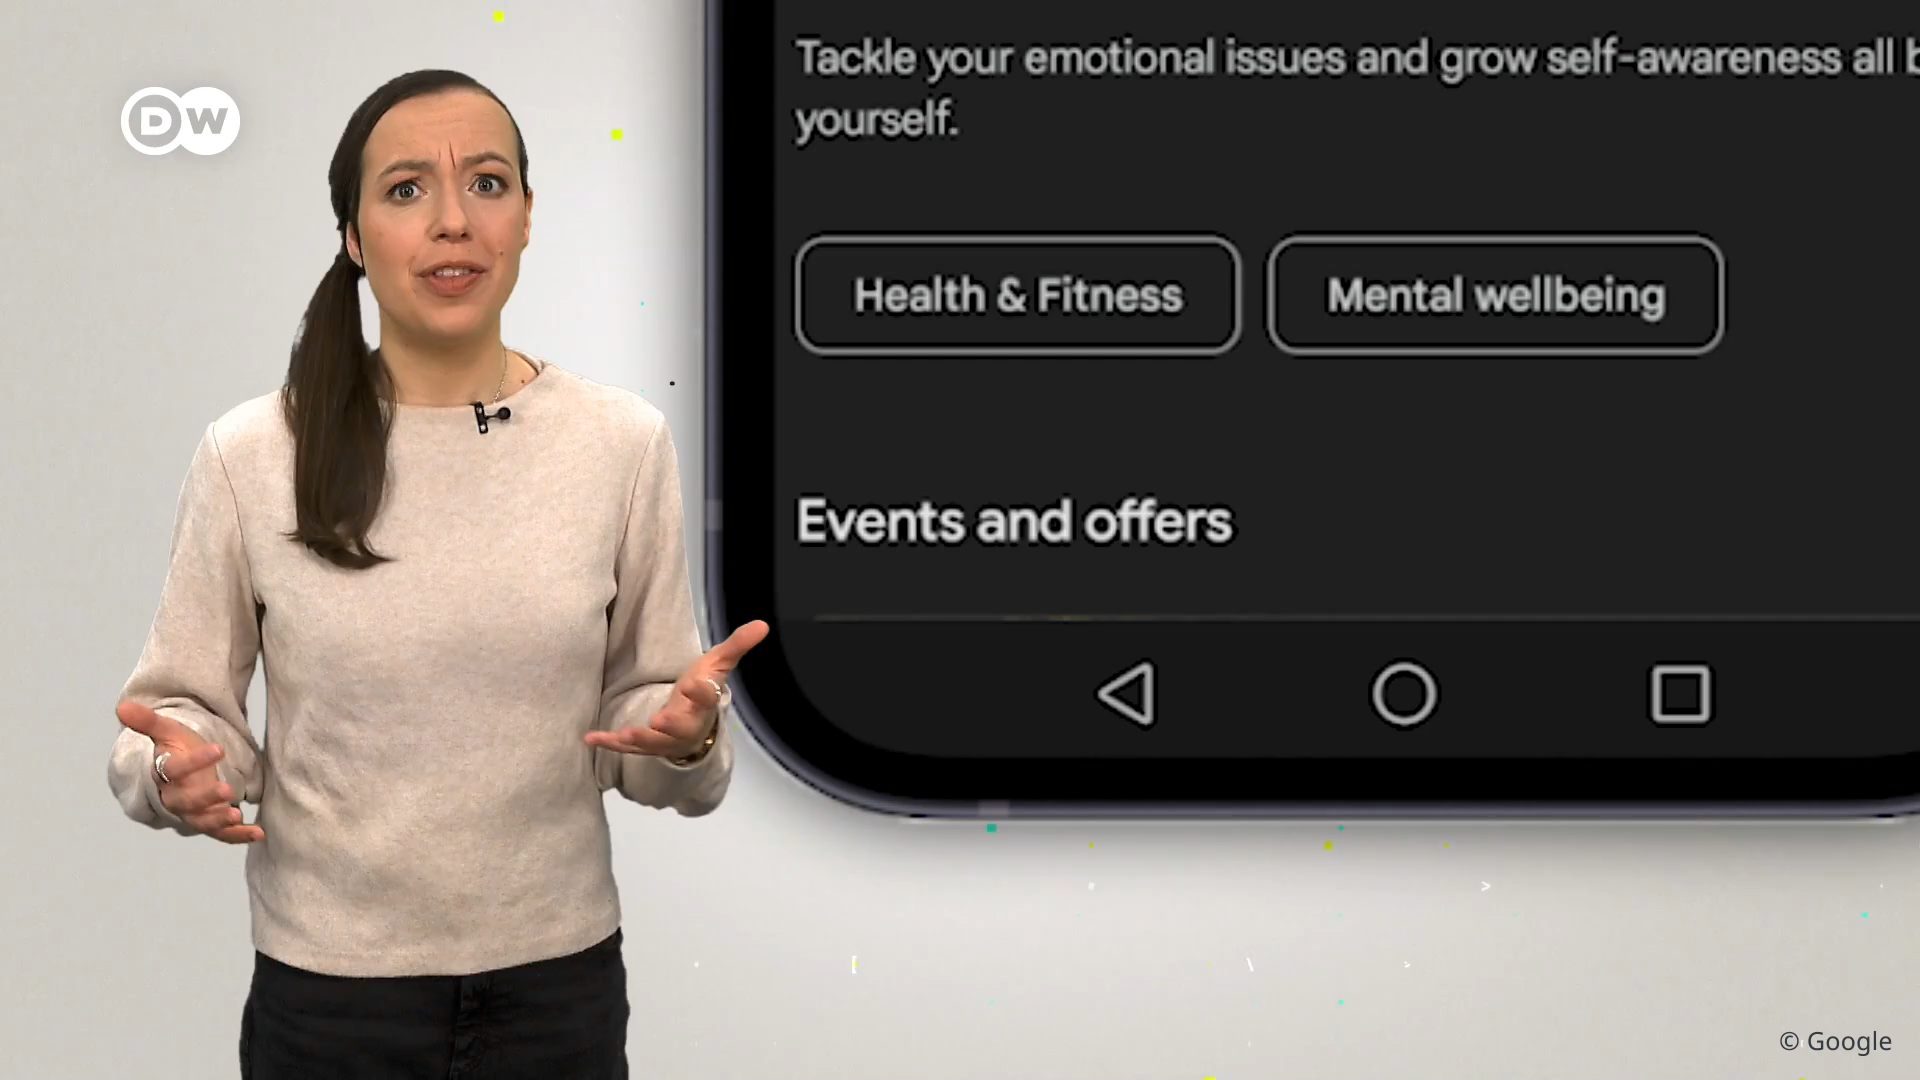 DW
Tackle your emotional issues and grow self-awareness all
yourself.
Health & Fitness
Mental wellbeing
Events and offers
© Google